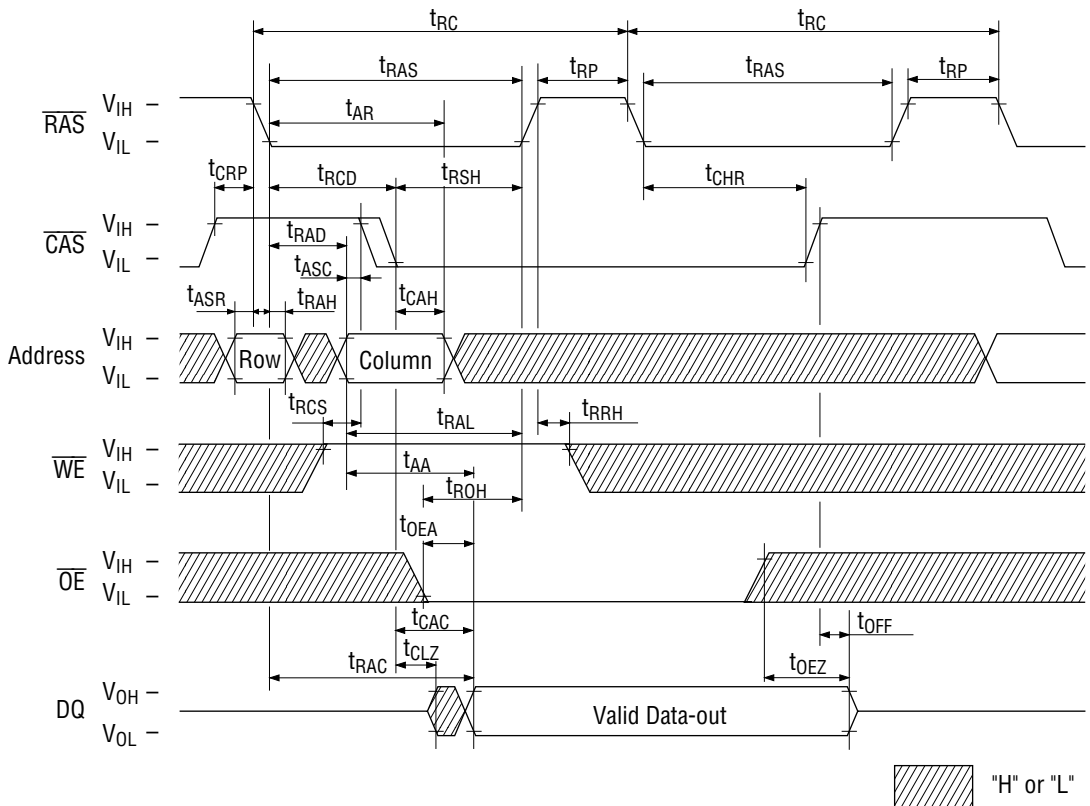 tRC tRC
tRAS tRP tRAS tRP
tAR
RAS VIH –
VIL –
tCRP tRCD tRSH tCHR
CAS VIH –
VIL –
tRAD
tASC
tASR tRAH tCAH
Address VIH –
VIL –
Row Column
tRCS tRAL tRRH
WE VIH –
VIL –
tAA
tROH
tOEA
OE VIH –
VIL –
tCAC tOFF
tCLZ
tRAC tOEZ
DQ VOH –
VOL –
Valid Data-out
"H" or "L"